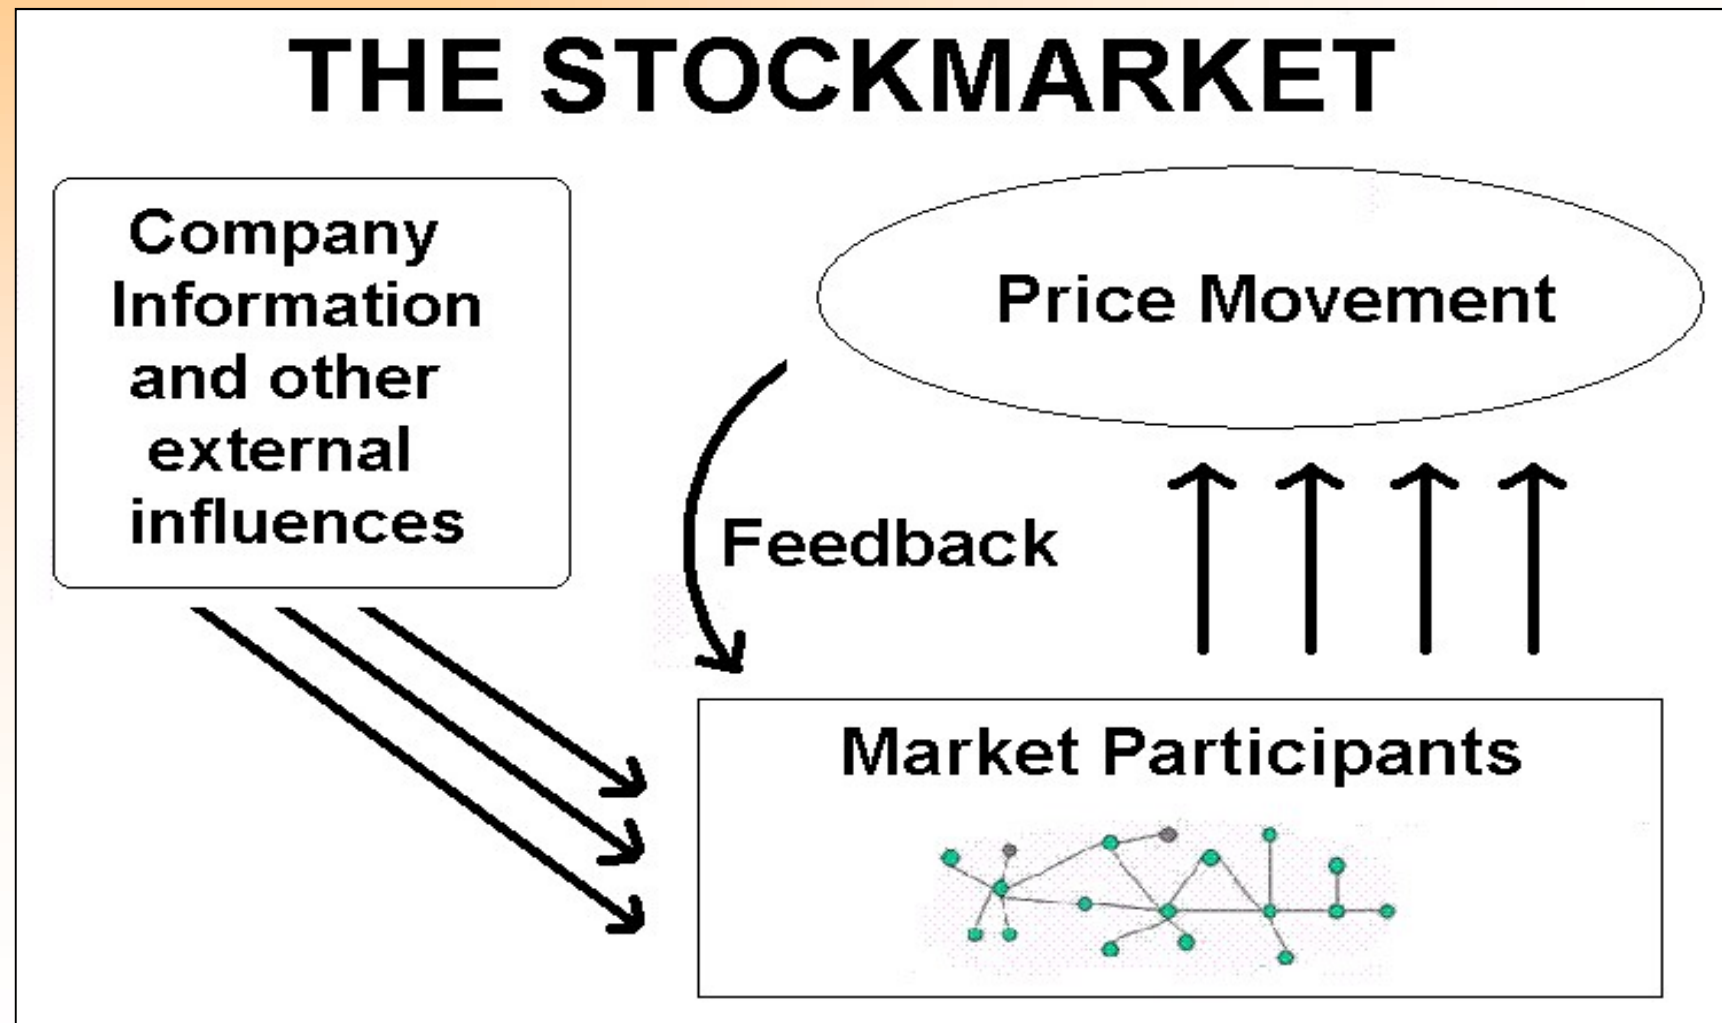 THE STOCKMARKET
Company
Information
and other
external
influences
Price Movement
Feedback
Market Participants